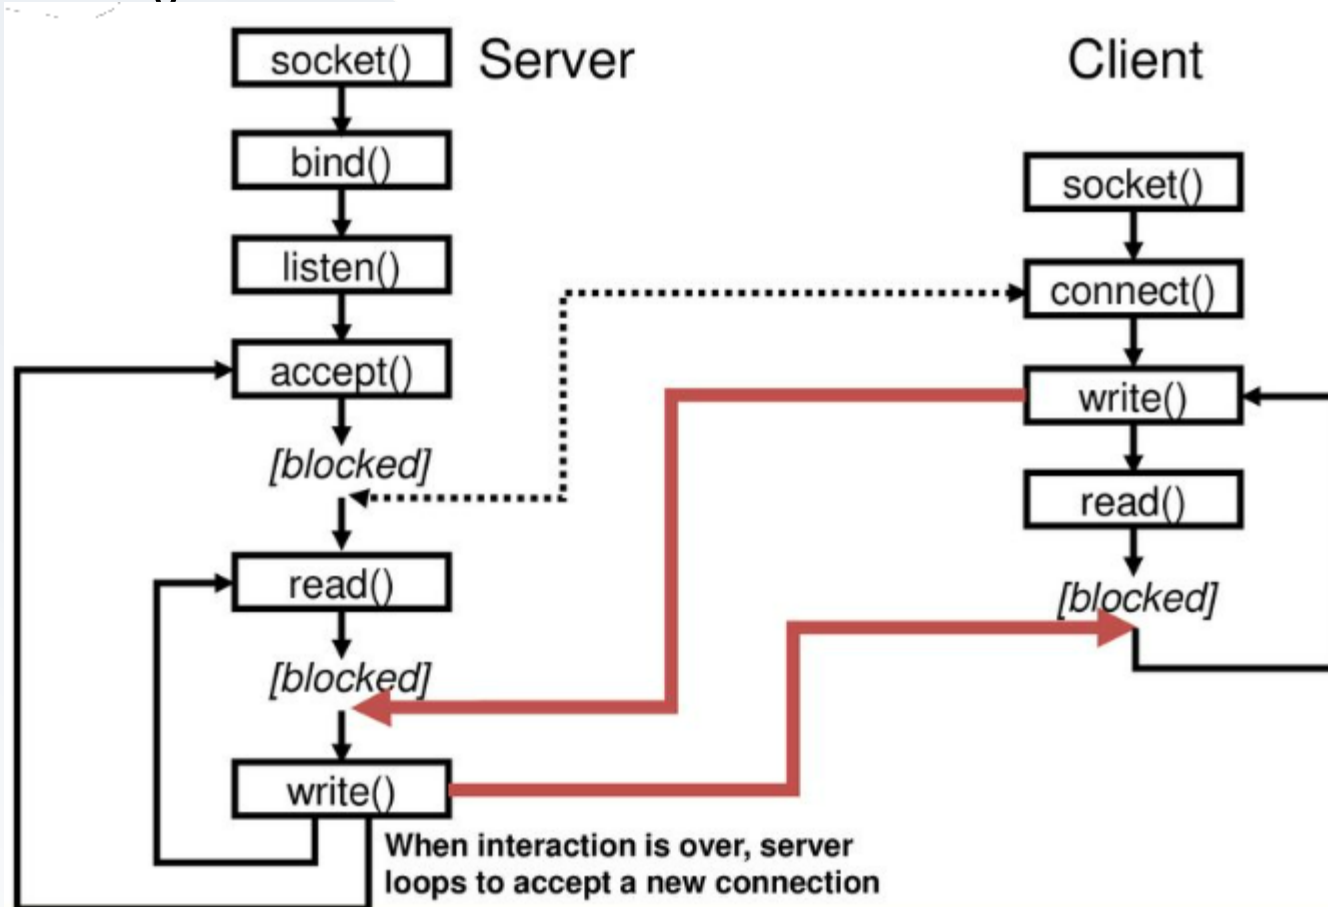 Server
socket()
bind()
listen()
accept()
[blocked]
read()
[blocked]
write()
When interaction is over, server
loops to accept a new connection
Client
socket()
connect()
write()
read()
[blocked]